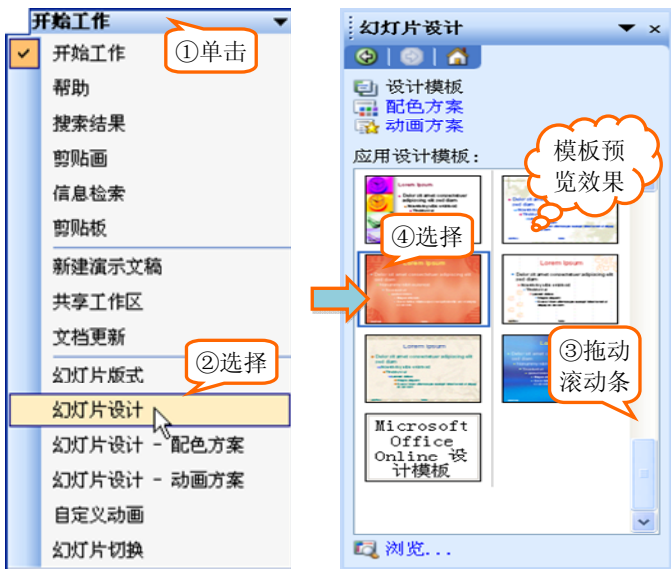 开始工作
①单击
开始工作
帮助
搜索结果
剪贴画
信息检索
剪贴板
新建演示文稿
共享工作区
文档更新
②选择
幻灯片版式
幻灯片设计
幻灯片设计 - 配色方案
幻灯片设计 - 动画方案
自定义动画
幻灯片切换
幻灯片设计
设计模板
配色方案
动画方案
应用设计模板:
模板预
览效果
Lorem Ipsum
④选择
Lorem Ipsum
Lorem Ipsum
③拖动
滚动条
Microsoft
Office
Online 设
计模板
浏览...